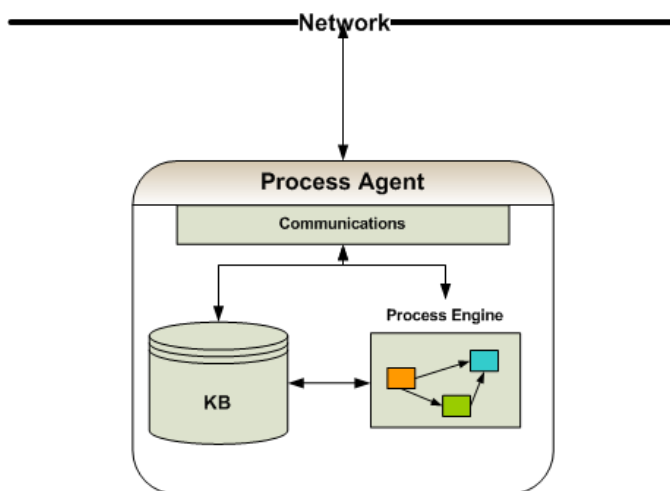 Network
Process Agent
Communications
Process Engine
KB